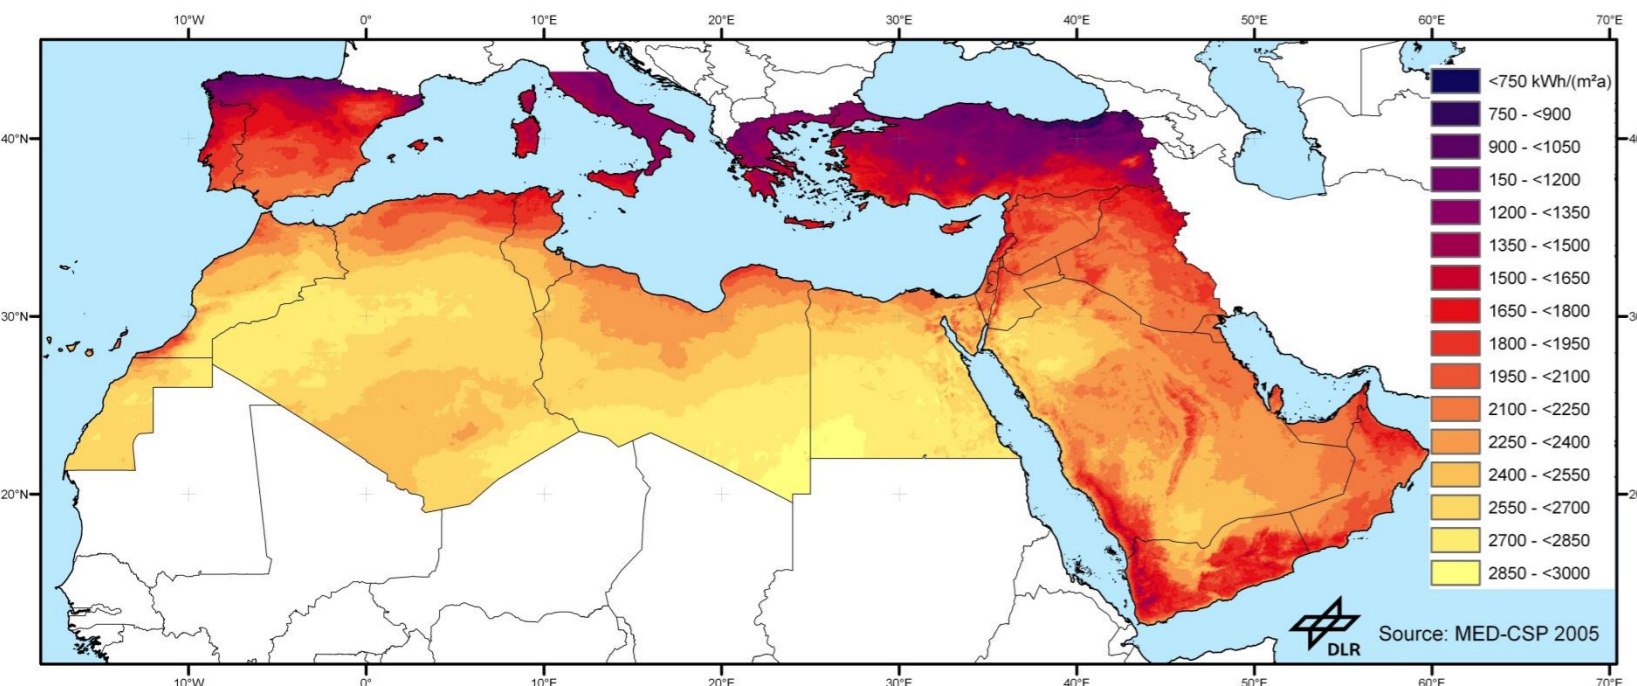 10°W 0° 10°E 20°E 30°E 40°E 50°E 60°E 70°E
<750 kWh/(m²a)
750 - <900
40°N
900 - <1050
150 - <1200
1200 - <1350
1350 - <1500
1500 - <1650
30°N
1650 - <1800
1800 - <1950
1950 - <2100
2100 - <2250
2250 - <2400
2400 - <2550
20°N
2550 - <2700
2700 - <2850
2850 - <3000
DLR
Source: MED-CSP 2005
10°W 0° 10°E 20°E 30°E 40°E 50°E 60°E 70°E